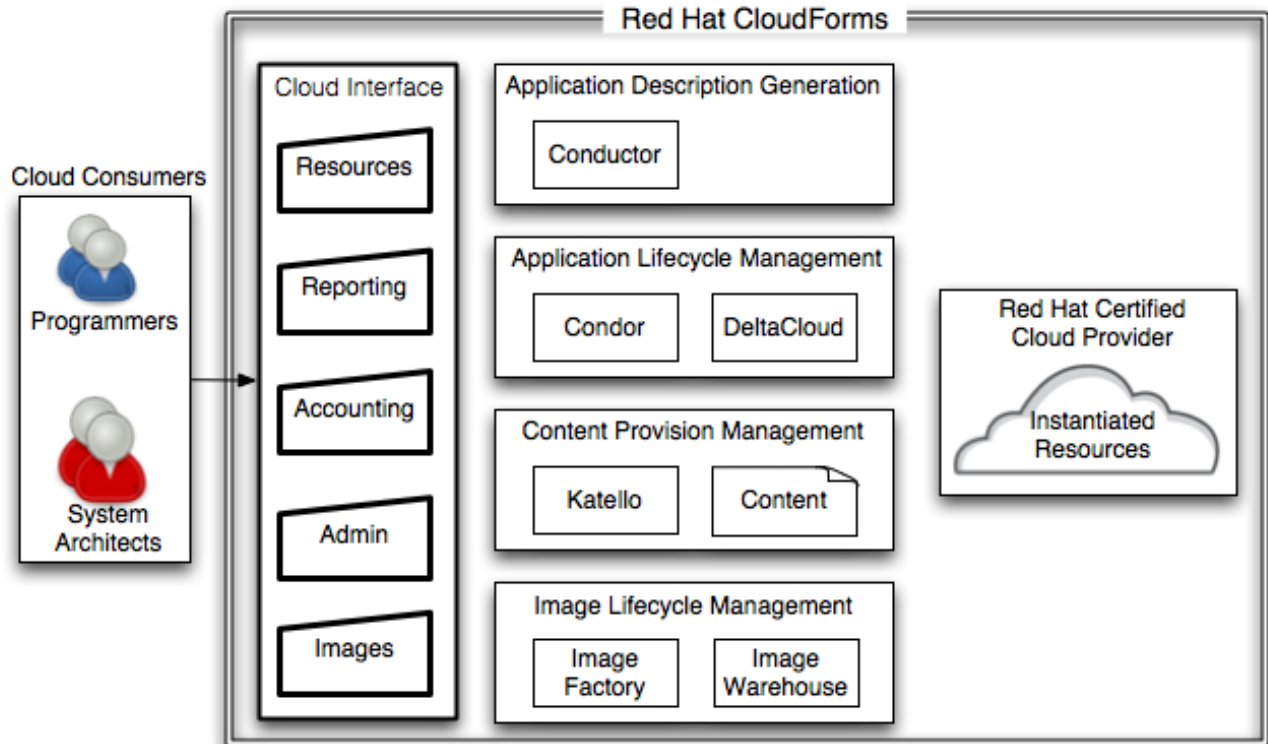 Red Hat CloudForms
Cloud Consumers
Programmers
System
Architects
Cloud Interface
Resources
Reporting
Accounting
Admin
Images
Application Description Generation
Conductor
Application Lifecycle Management
Condor
DeltaCloud
Content Provision Management
Katello
Content
Image Lifecycle Management
Image
Factory
Image
Warehouse
Red Hat Certified
Cloud Provider
Instantiated
Resources